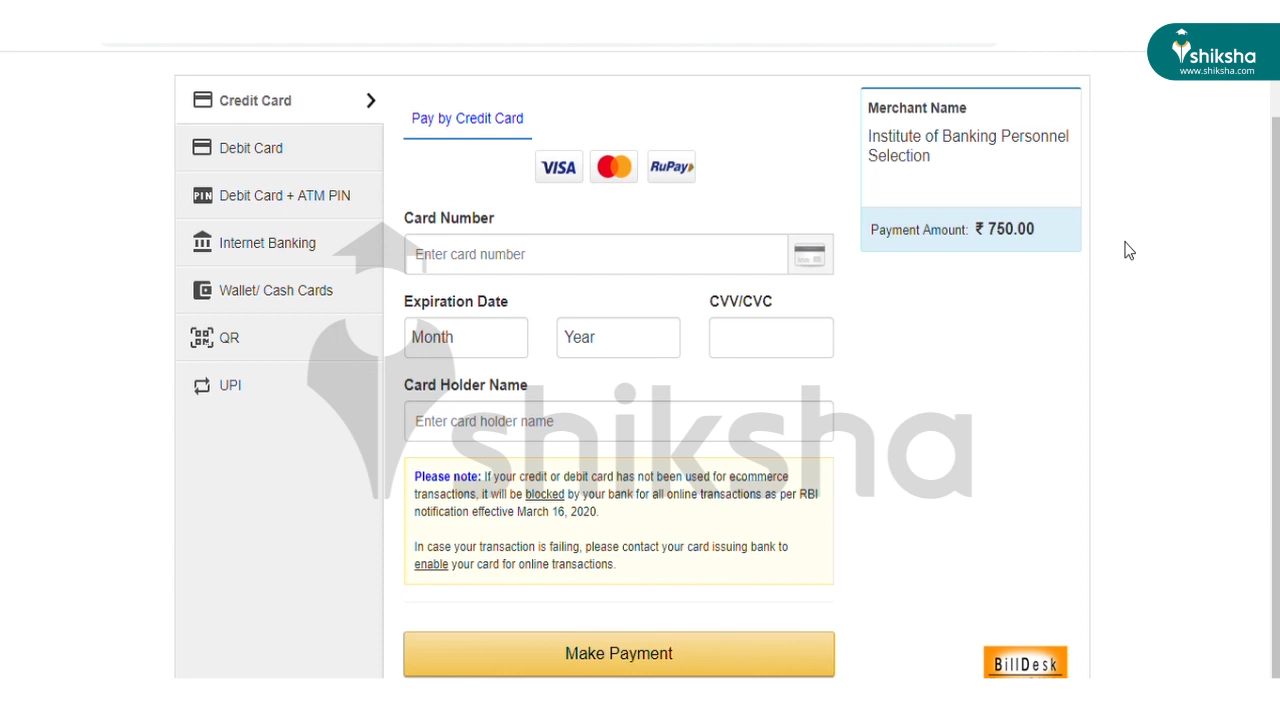 shiksha
www.shiksha.com
Credit Card
Debit Card
PIN Debit Card + ATM PIN
Internet Banking
Wallet/ Cash Cards
QR
UPI
Pay by Credit Card
VISA
RuPay
Card Number
Enter card number
Expiration Date
CVV/CVC
Month
Year
Card Holder Name
Enter card holder name
Please note: If your credit or debit card has not been used for ecommerce
transactions, it will be blocked by your bank for all online transactions as per RBI
notification effective March 16, 2020.
In case your transaction is failing, please contact your card issuing bank to
enable your card for online transactions.
Make Payment
Merchant Name
Institute of Banking Personnel
Selection
Payment Amount: ₹ 750.00
BillDesk
shiksha